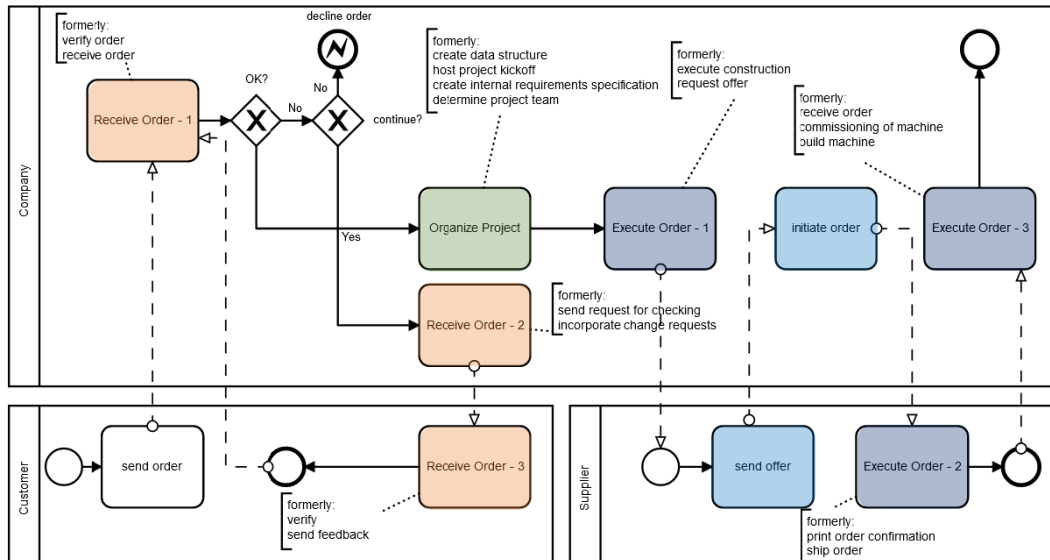 Company
formerly:
verify order
receive order
Receive Order - 1
OK?
No
decline order
No
continue?
Yes
formerly:
create data structure
host project kickoff
create internal requirements specification
determine project team
Organize Project
formerly:
execute construction
request offer
Execute Order - 1
initiate order
formerly:
receive order
commissioning of machine
build machine
Execute Order - 3
Receive Order - 2
formerly:
send request for checking
incorporate change requests
Customer
send order
Receive Order - 3
formerly:
verify
send feedback
Supplier
send offer
Execute Order - 2
formerly:
print order confirmation
ship order